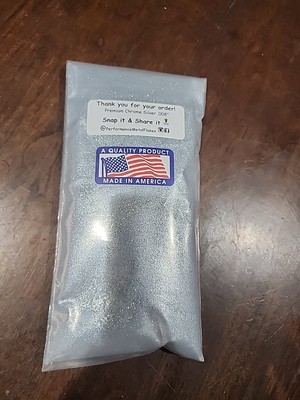 Thank you for your order!
Premium Chrome Silver .008"
Snap it & Share it
@PerformanceMetalFlakes
A QUALITY PRODUCT
MADE IN AMERICA